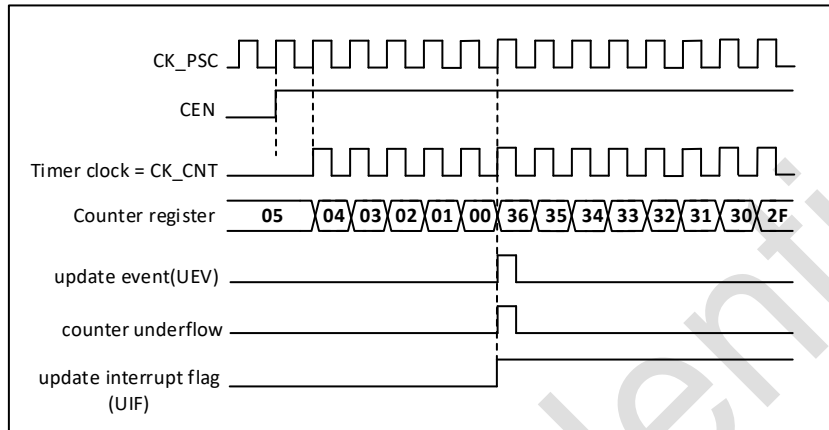 CK_PSC
CEN
Timer clock = CK_CNT
Counter register 05 04 03 02 01 00 36 35 34 33 32 31 30 2F
update event(UEV)
counter underflow
update interrupt flag
(UIF)